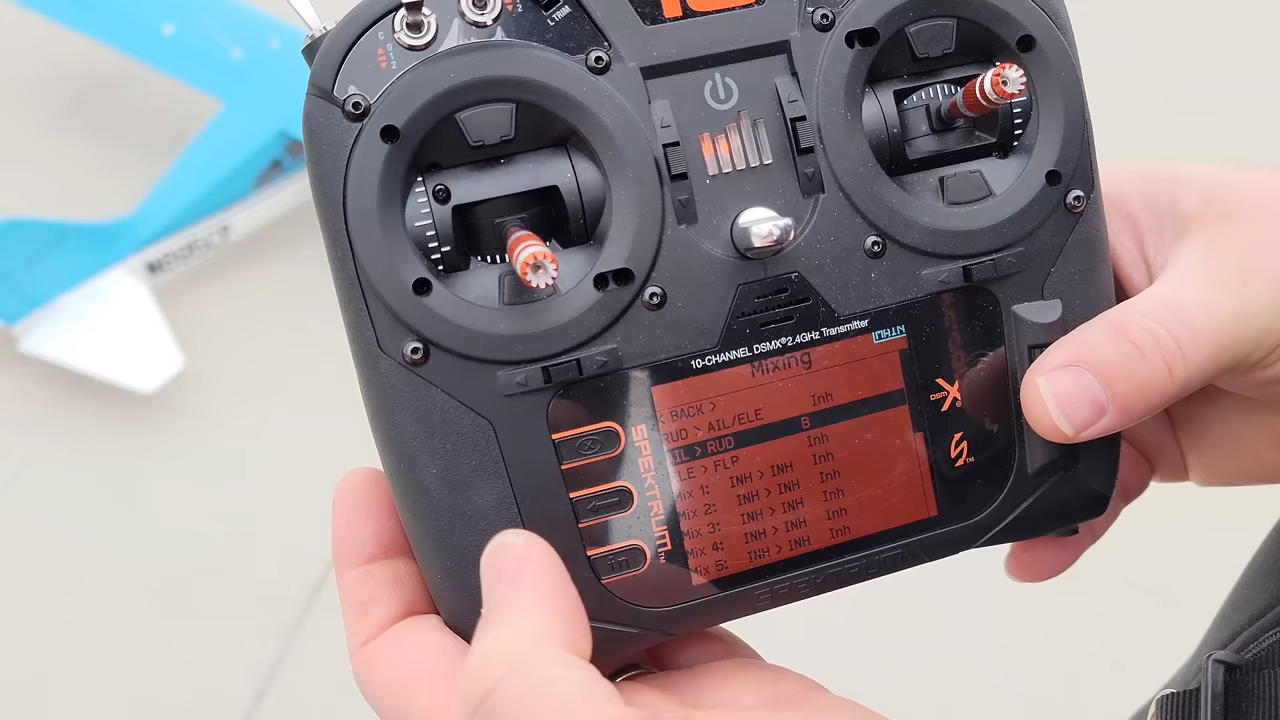 L TRIM
10-CHANNEL DSMX® 2.4GHz Transmitter
MAIN
Mixing
< BACK >
RUD > AIL/ELE Inh
AIL > RUD B
ELE > FLP Inh
Mix 1: INH > INH Inh
Mix 2: INH > INH Inh
Mix 3: INH > INH Inh
Mix 4: INH > INH Inh
Mix 5: INH > INH Inh
SPEKTRUM™
DSM X®
SPEKTRUM